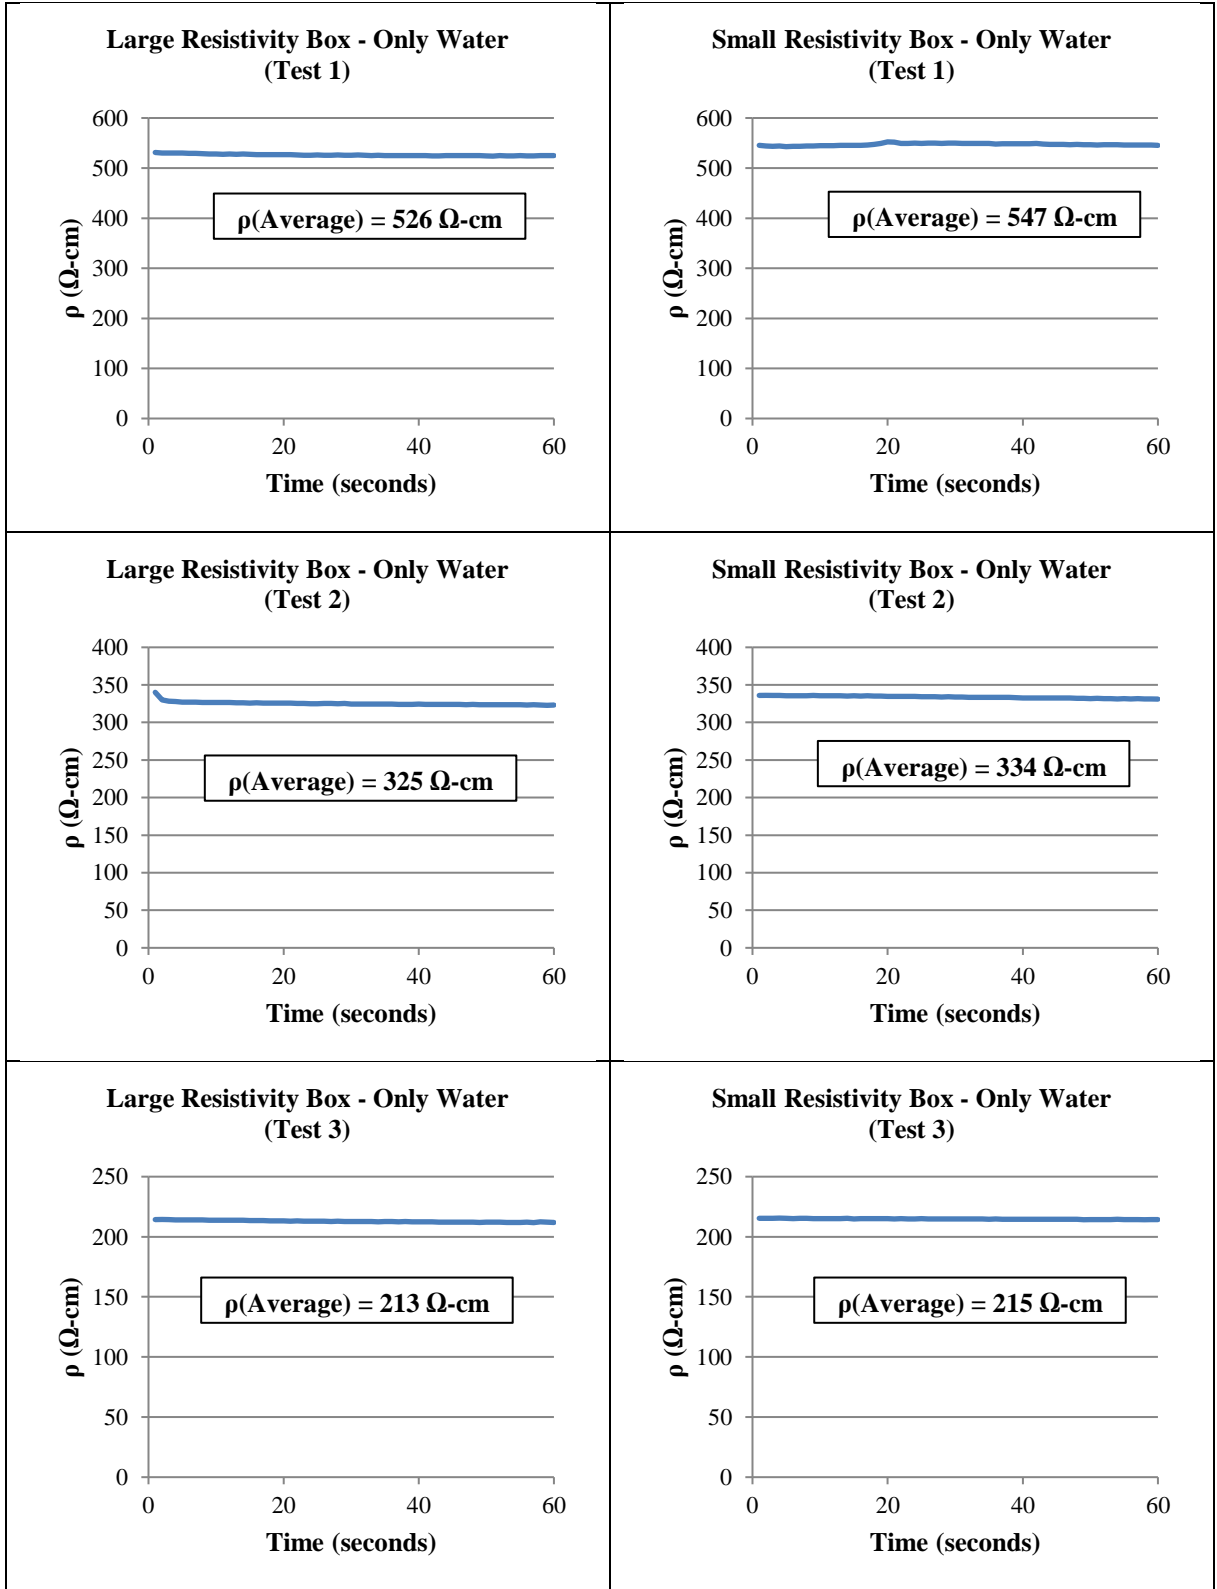 Large Resistivity Box - Only Water
(Test 1)
600
500
400
300
200
100
0
ρ (Ω-cm)
ρ(Average) = 526 Ω-cm
0 20 40 60
Time (seconds)
Small Resistivity Box - Only Water
(Test 1)
600
500
400
300
200
100
0
ρ (Ω-cm)
ρ(Average) = 547 Ω-cm
0 20 40 60
Time (seconds)
Large Resistivity Box - Only Water
(Test 2)
400
350
300
250
200
150
100
50
0
ρ (Ω-cm)
ρ(Average) = 325 Ω-cm
0 20 40 60
Time (seconds)
Small Resistivity Box - Only Water
(Test 2)
400
350
300
250
200
150
100
50
0
ρ (Ω-cm)
ρ(Average) = 334 Ω-cm
0 20 40 60
Time (seconds)
Large Resistivity Box - Only Water
(Test 3)
250
200
150
100
50
0
ρ (Ω-cm)
ρ(Average) = 213 Ω-cm
0 20 40 60
Time (seconds)
Small Resistivity Box - Only Water
(Test 3)
250
200
150
100
50
0
ρ (Ω-cm)
ρ(Average) = 215 Ω-cm
0 20 40 60
Time (seconds)